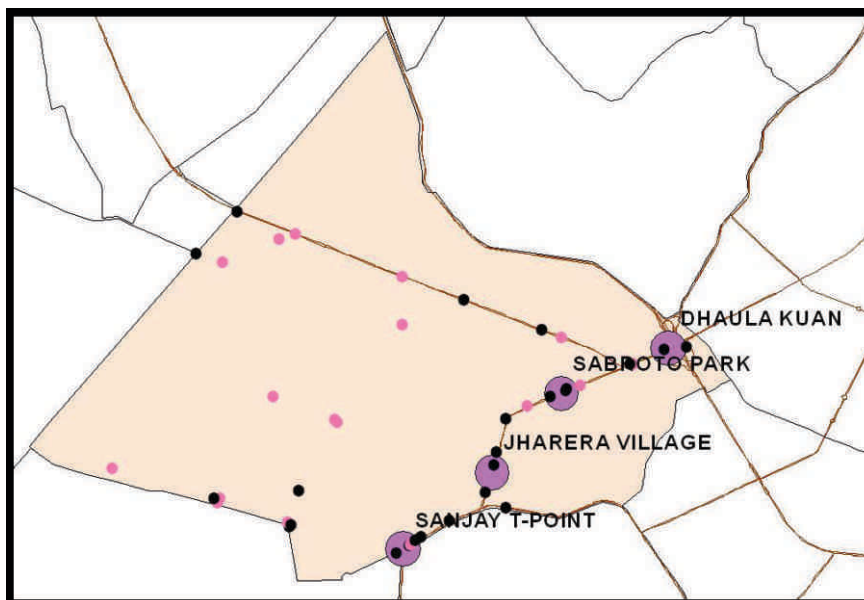 DHAULA KUAN
SABROTO PARK
JHARERA VILLAGE
SANJAY T-POINT